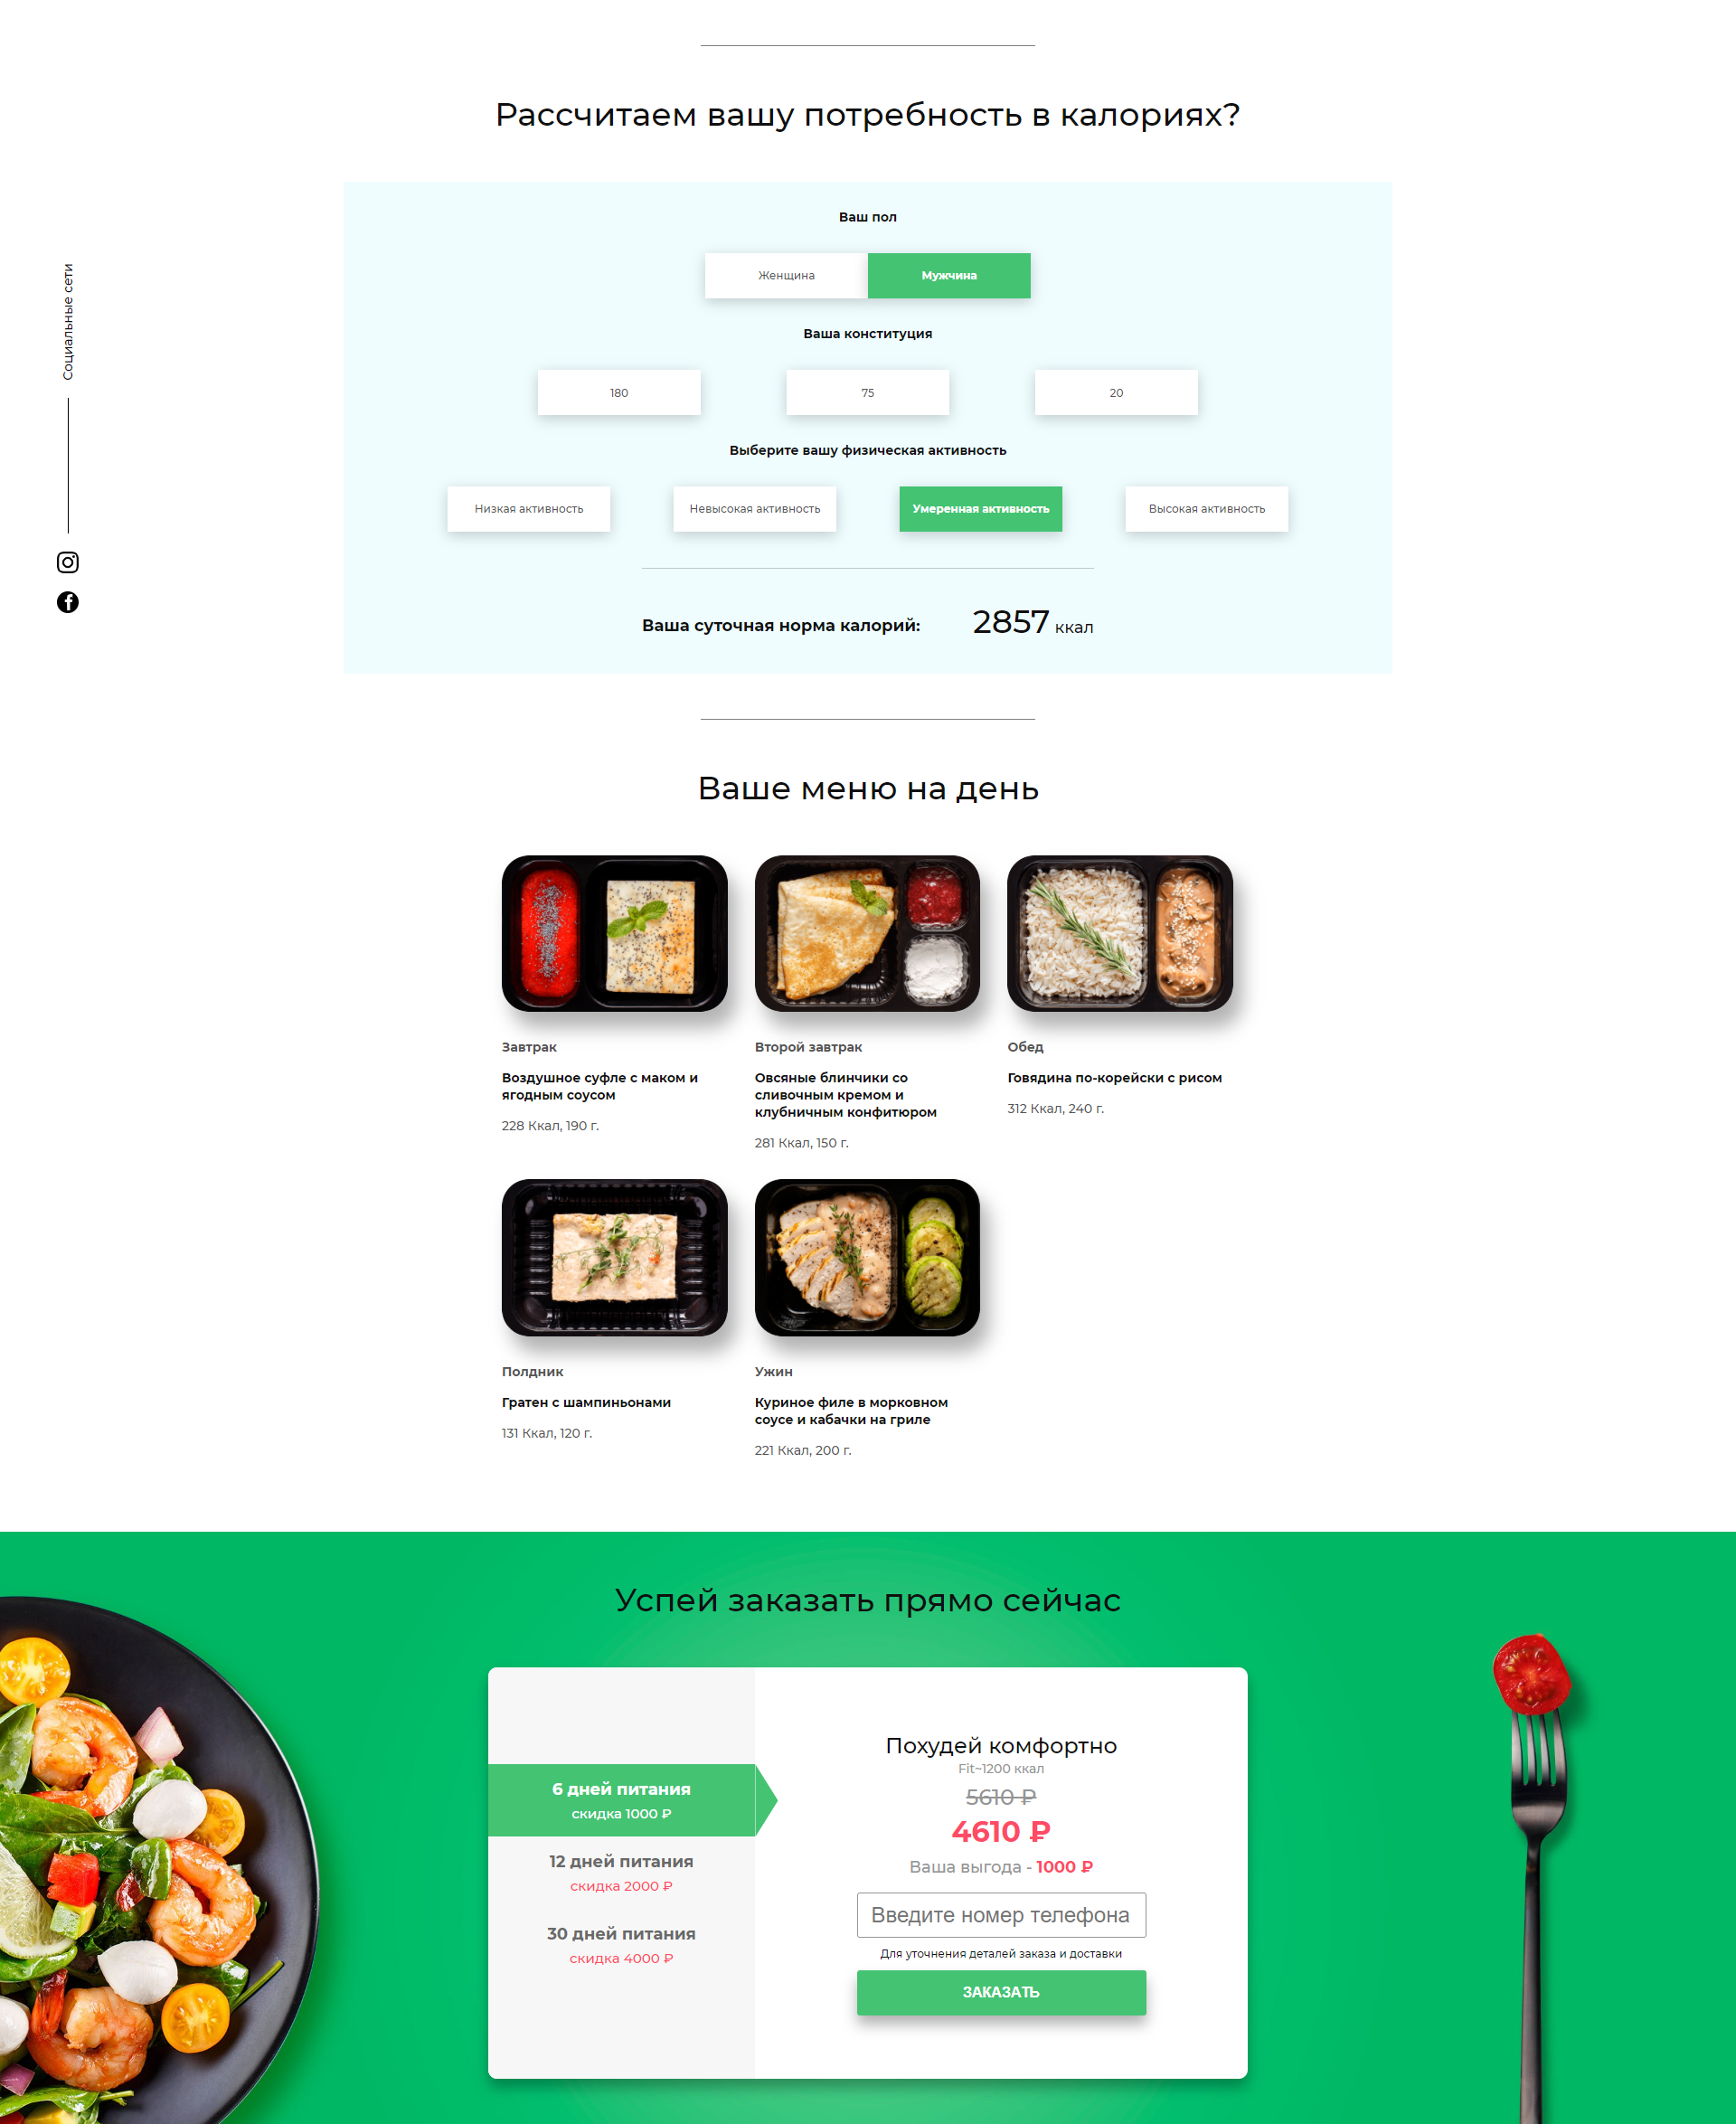 Рассчитаем вашу потребность в калориях?
Социальные сети
Ваш пол
Женщина
Мужчина
Ваша конституция
180
75
20
Выберите вашу физическая активность
Низкая активность
Невысокая активность
Умеренная активность
Высокая активность
Ваша суточная норма калорий:
2857 ккал
Ваше меню на день
Завтрак
Воздушное суфле с маком и
ягодным соусом
228 Ккал, 190 г.
Второй завтрак
Овсяные блинчики со
сливочным кремом и
клубничным конфитюром
281 Ккал, 150 г.
Обед
Говядина по-корейски с рисом
312 Ккал, 240 г.
Полдник
Гратен с шампиньонами
131 Ккал, 120 г.
Ужин
Куриное филе в морковном
соусе и кабачки на гриле
221 Ккал, 200 г.
Успей заказать прямо сейчас
6 дней питания
скидка 1000 ₽
12 дней питания
скидка 2000 ₽
30 дней питания
скидка 4000 ₽
Похудей комфортно
Fit~1200 ккал
5610 ₽
4610 ₽
Ваша выгода - 1000 ₽
Введите номер телефона
Для уточнения деталей заказа и доставки
ЗАКАЗАТЬ